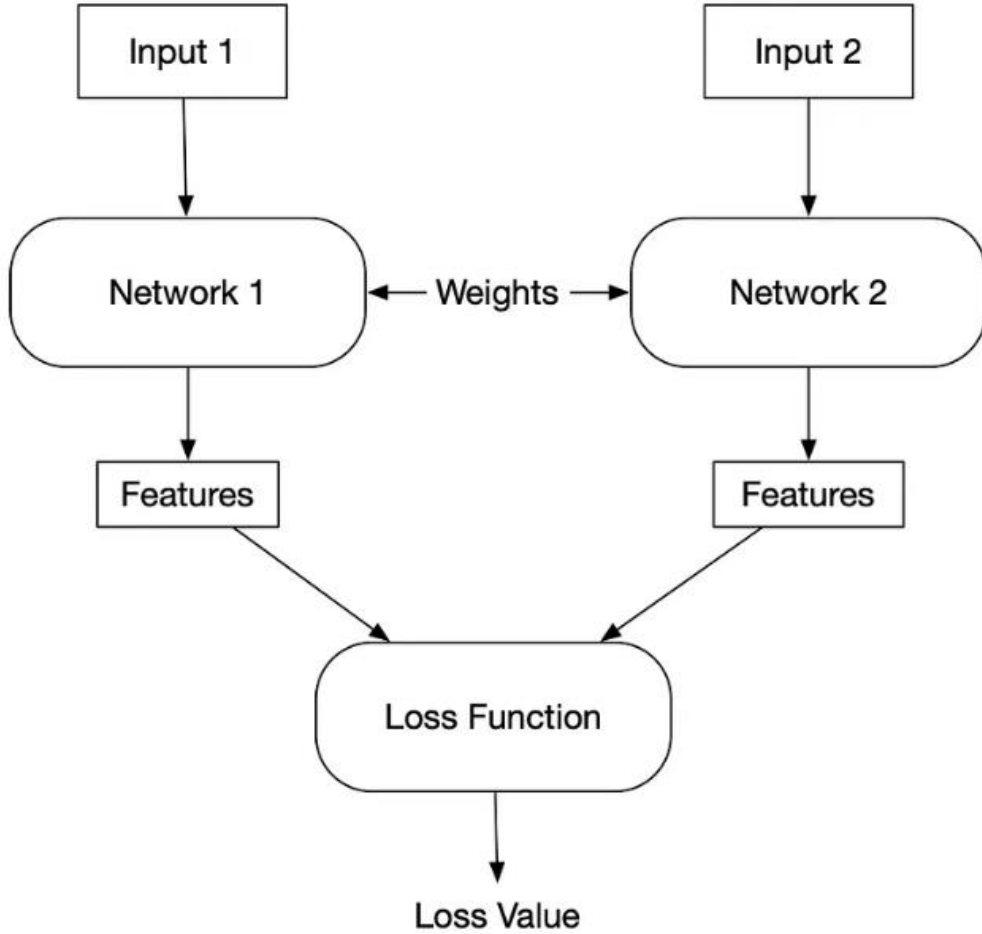 Input 1
Input 2
Network 1
Weights
Network 2
Features
Features
Loss Function
Loss Value